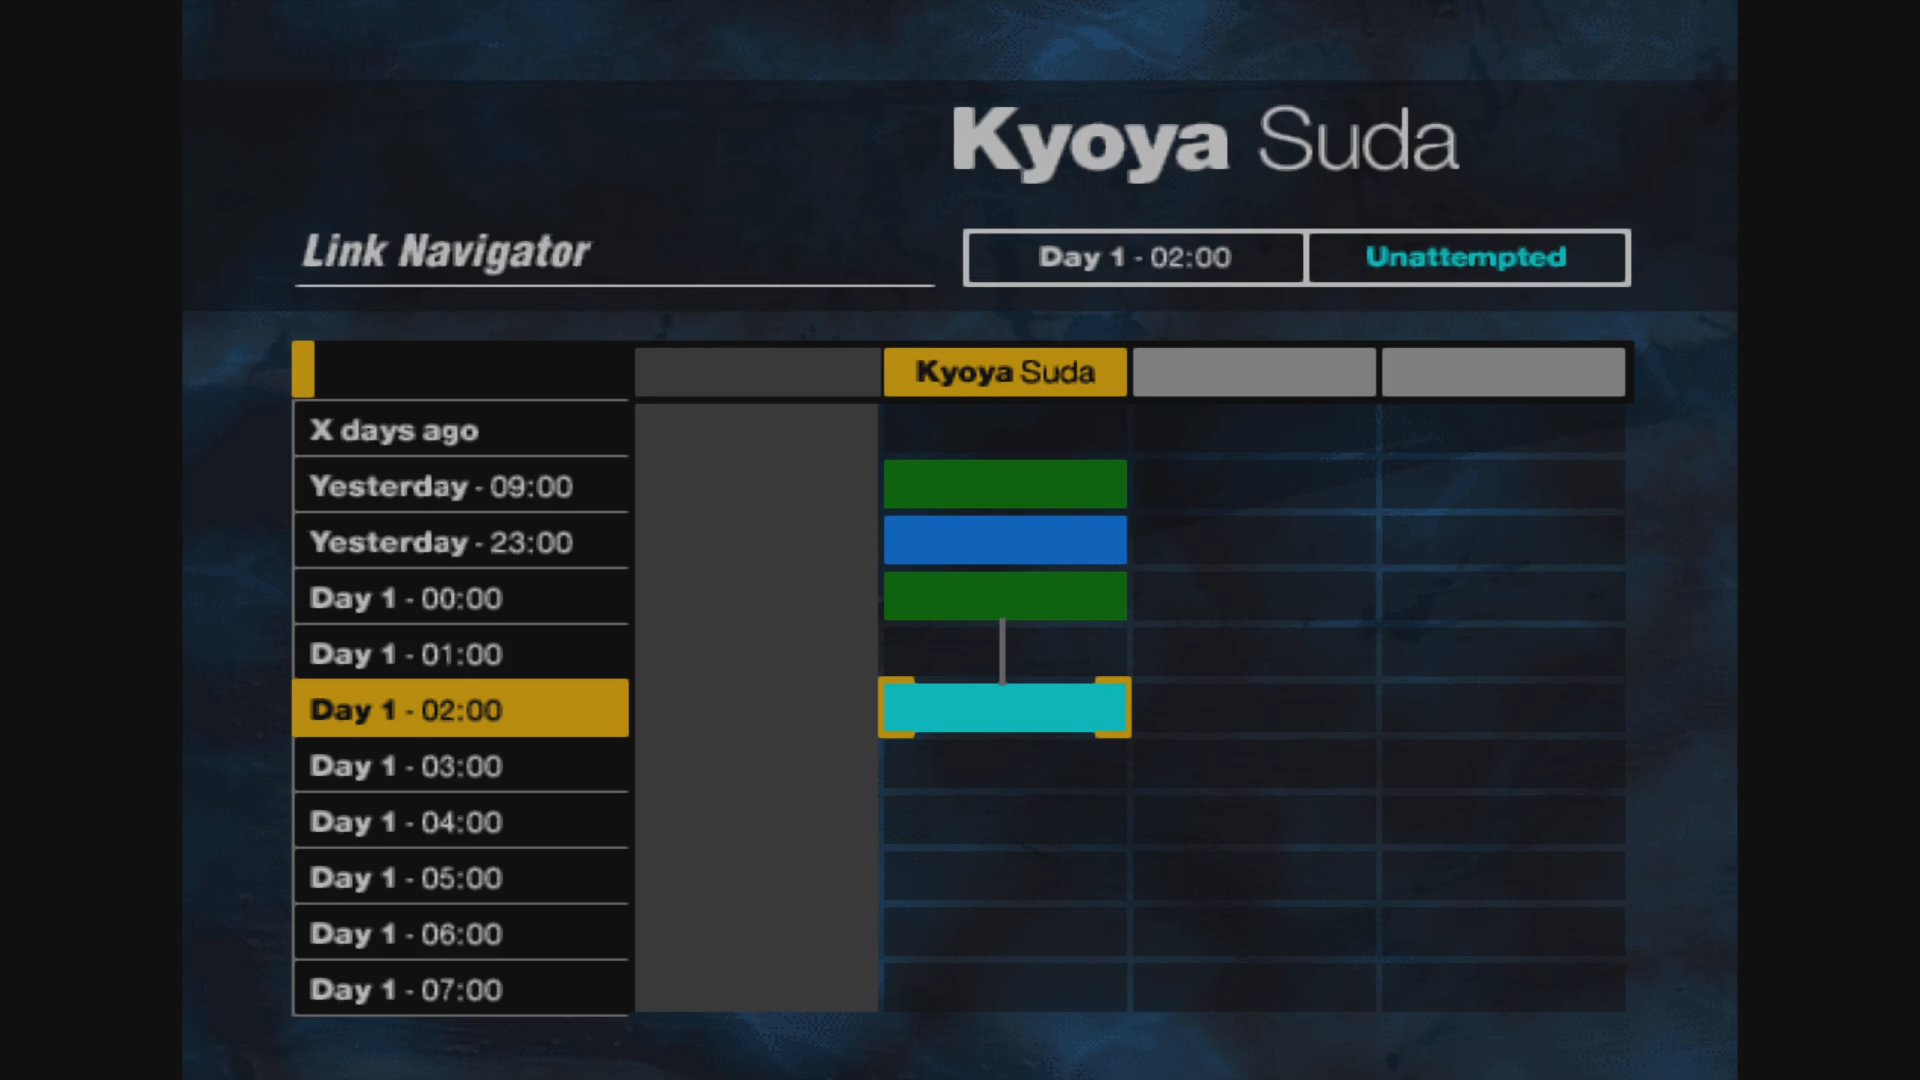 Kyoya Suda
Link Navigator
Day 1 - 02:00
Unattempted
Kyoya Suda
X days ago
Yesterday - 09:00
Yesterday - 23:00
Day 1 - 00:00
Day 1 - 01:00
Day 1 - 02:00
Day 1 - 03:00
Day 1 - 04:00
Day 1 - 05:00
Day 1 - 06:00
Day 1 - 07:00